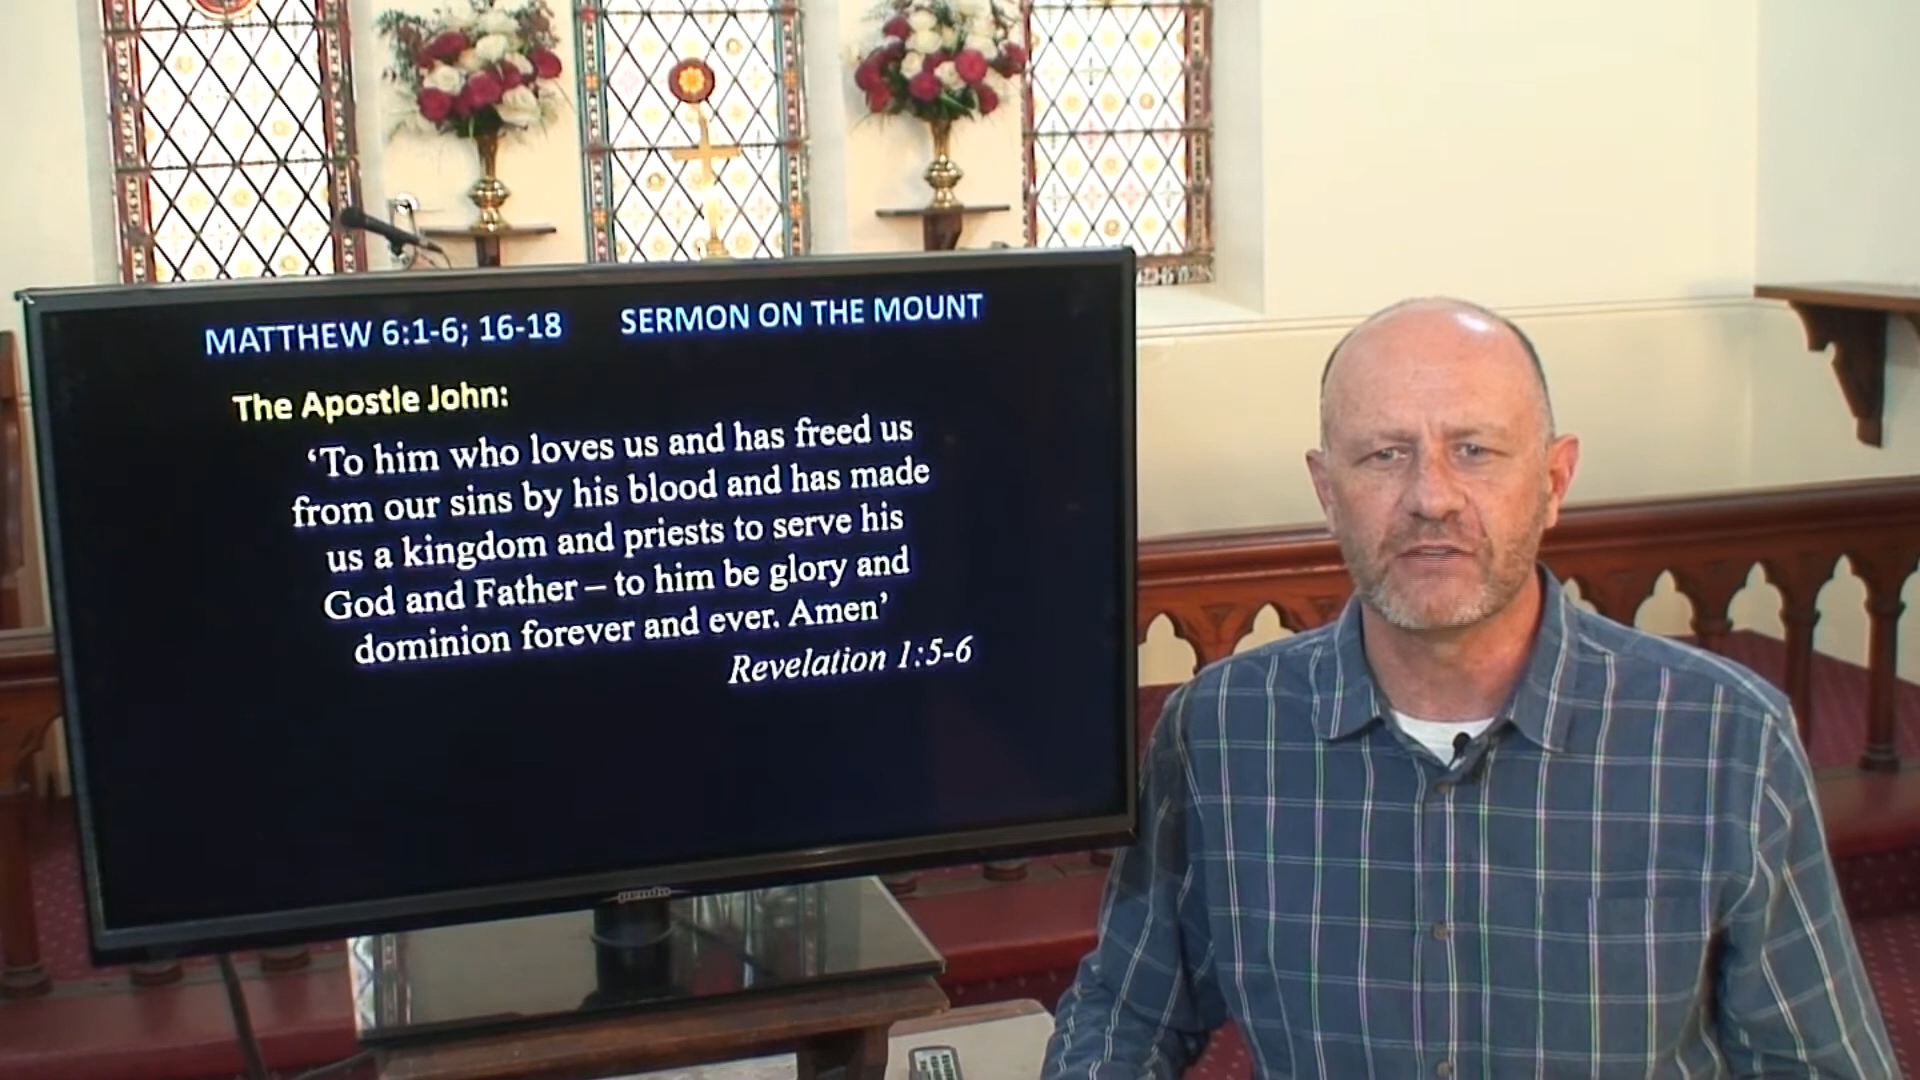 MATTHEW 6:1-6; 16-18 SERMON ON THE MOUNT
The Apostle John:
‘To him who loves us and has freed us
from our sins by his blood and has made
us a kingdom and priests to serve his
God and Father – to him be glory and
dominion forever and ever. Amen’
Revelation 1:5-6